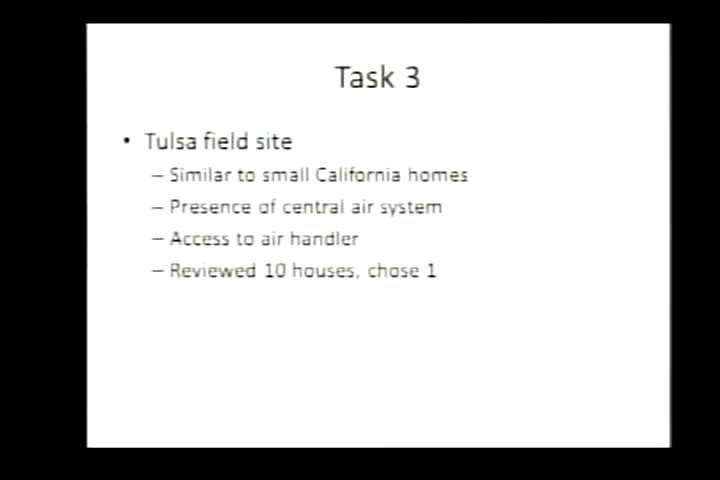 Task 3
• Tulsa field site
– Similar to small California homes
– Presence of central air system
– Access to air handler
– Reviewed 10 houses, chose 1